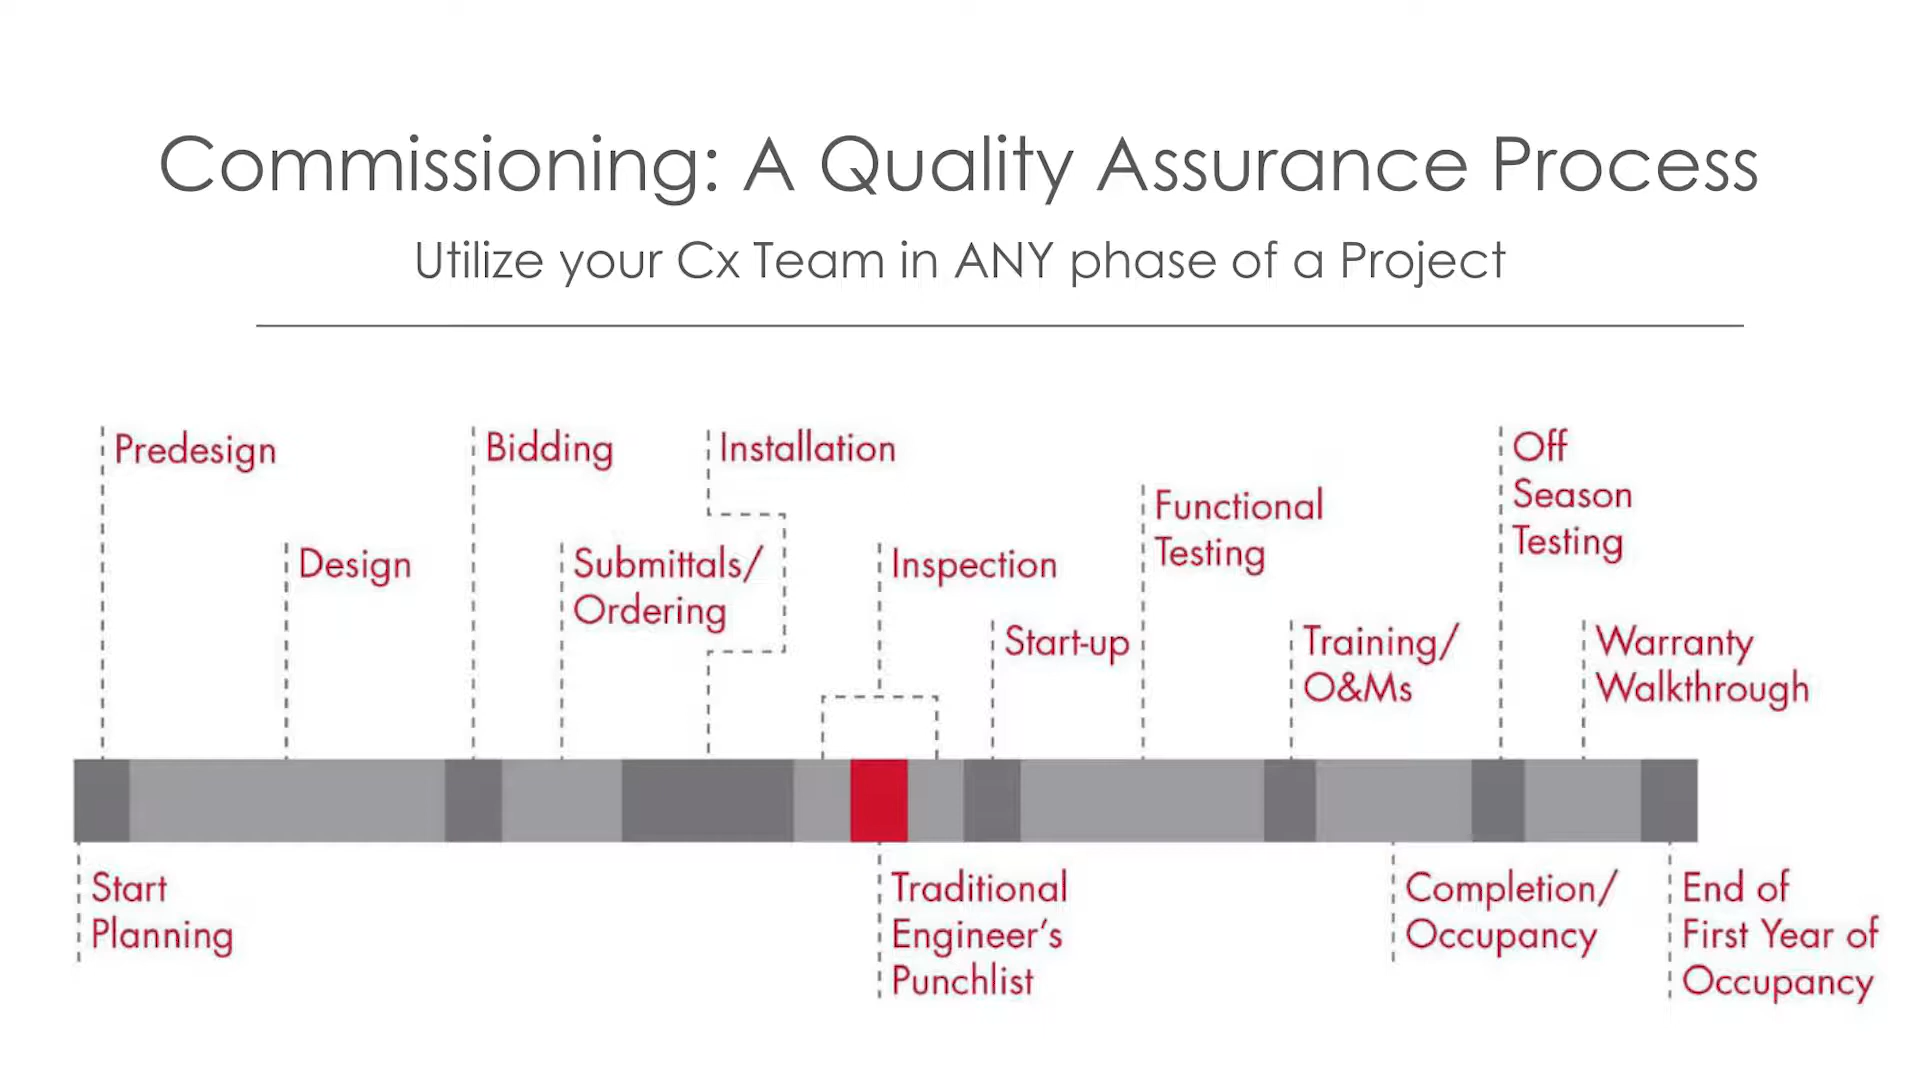 Commissioning: A Quality Assurance Process
Utilize your Cx Team in ANY phase of a Project
Predesign
Design
Bidding
Submittals/
Ordering
Installation
Inspection
Start-up
Functional
Testing
Training/
O&Ms
Off
Season
Testing
Warranty
Walkthrough
Start
Planning
Traditional
Engineer’s
Punchlist
Completion/
Occupancy
End of
First Year of
Occupancy